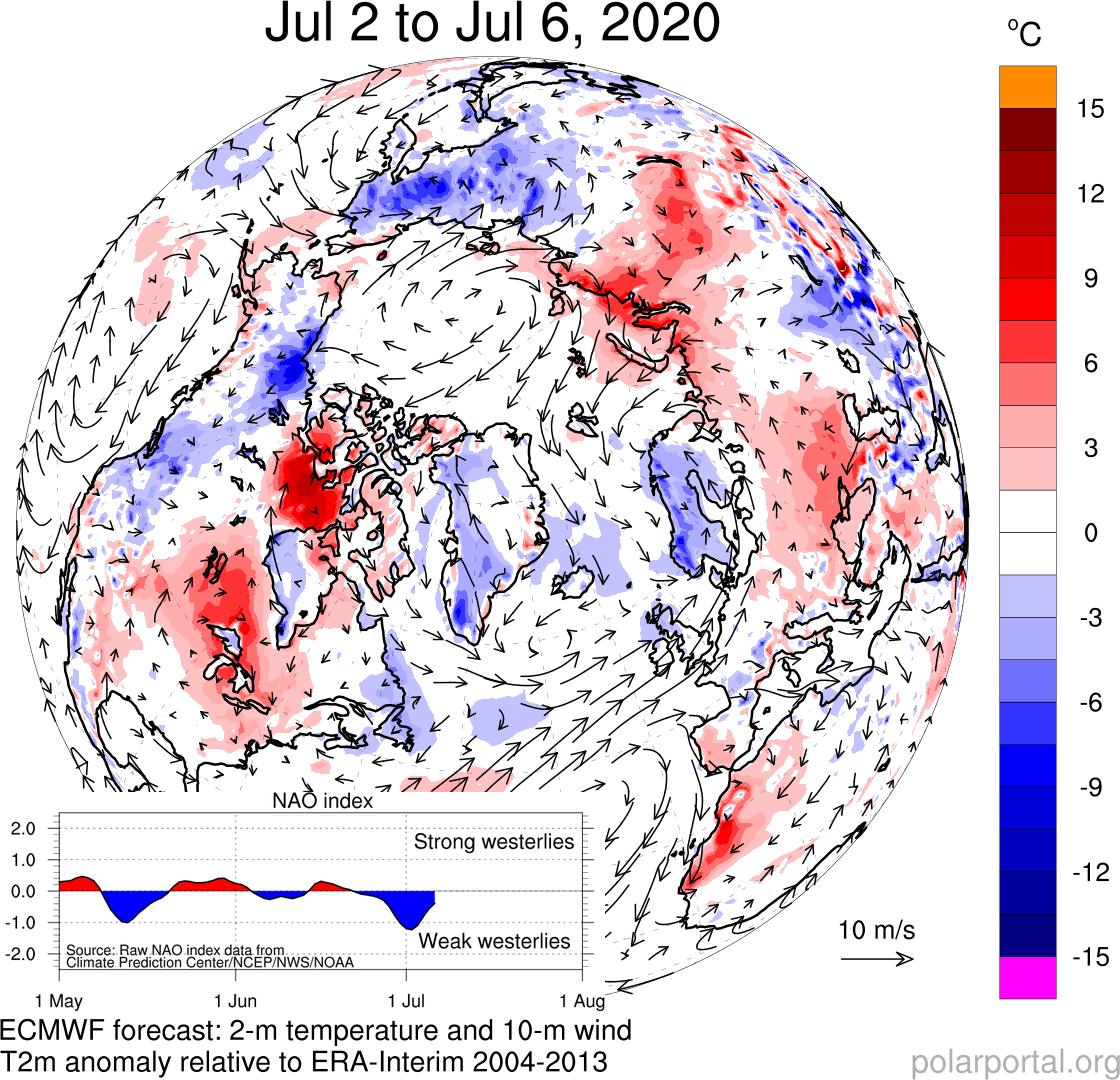 Jul 2 to Jul 6, 2020
°C
15
12
9
6
3
0
-3
-6
-9
-12
-15
10 m/s
NAO index
2.0
1.0
0.0
-1.0
-2.0
Strong westerlies
Weak westerlies
Source: Raw NAO index data from
Climate Prediction Center/NCEP/NWS/NOAA
1 May
1 Jun
1 Jul
1 Aug
ECMWF forecast: 2-m temperature and 10-m wind
T2m anomaly relative to ERA-Interim 2004-2013
polarportal.org